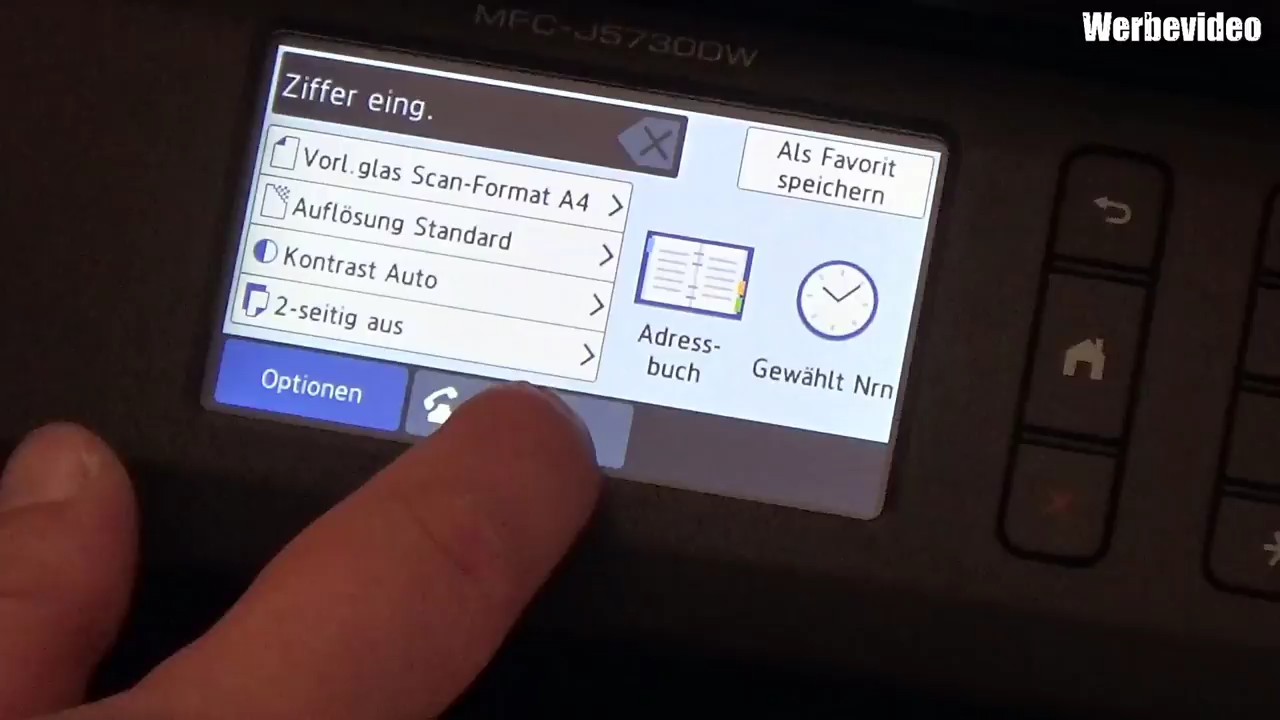 Werbevideo
MFC-J5730DW
Ziffer eing.
Als Favorit
speichern
Vorl.glas Scan-Format A4
Auflösung Standard
Kontrast Auto
2-seitig aus
Adress-
buch
Gewählt Nrn
Optionen